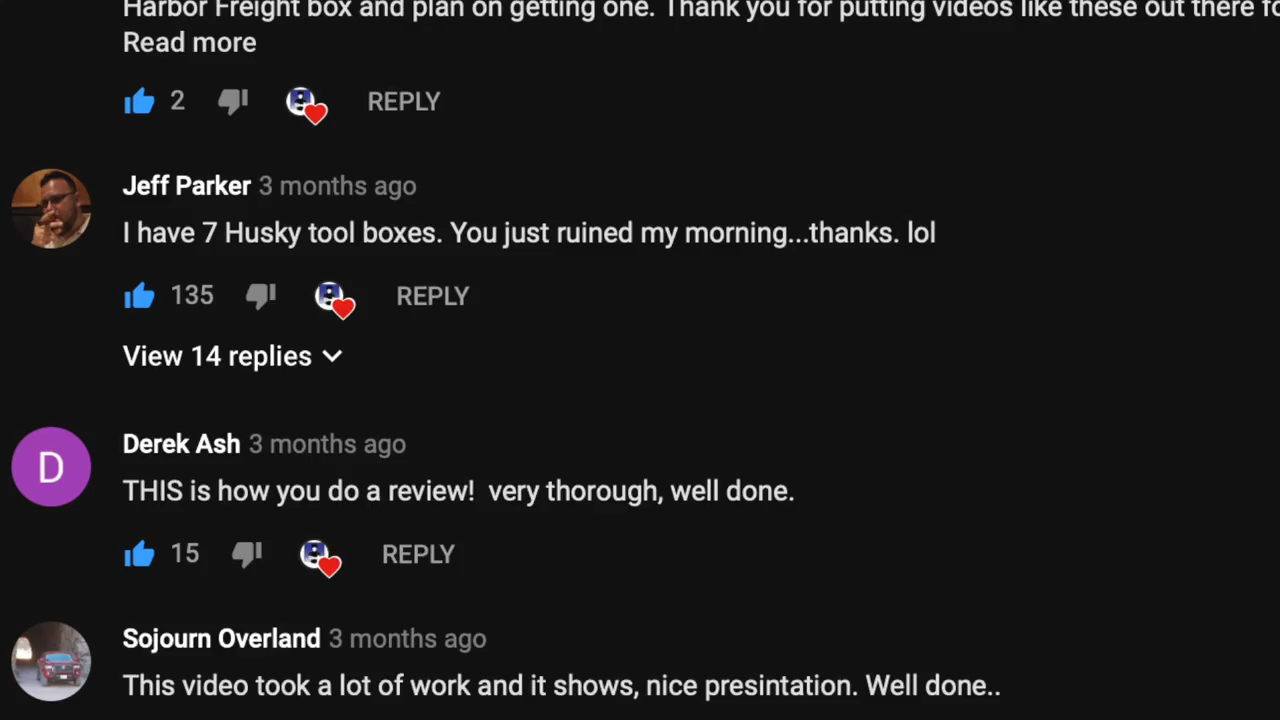 Harbor Freight box and plan on getting one. Thank you for putting videos like these out there
Read more
2 REPLY
Jeff Parker 3 months ago
I have 7 Husky tool boxes. You just ruined my morning...thanks. lol
135 REPLY
View 14 replies
D
Derek Ash 3 months ago
THIS is how you do a review!  very thorough, well done.
15 REPLY
Sojourn Overland 3 months ago
This video took a lot of work and it shows, nice presintation. Well done..